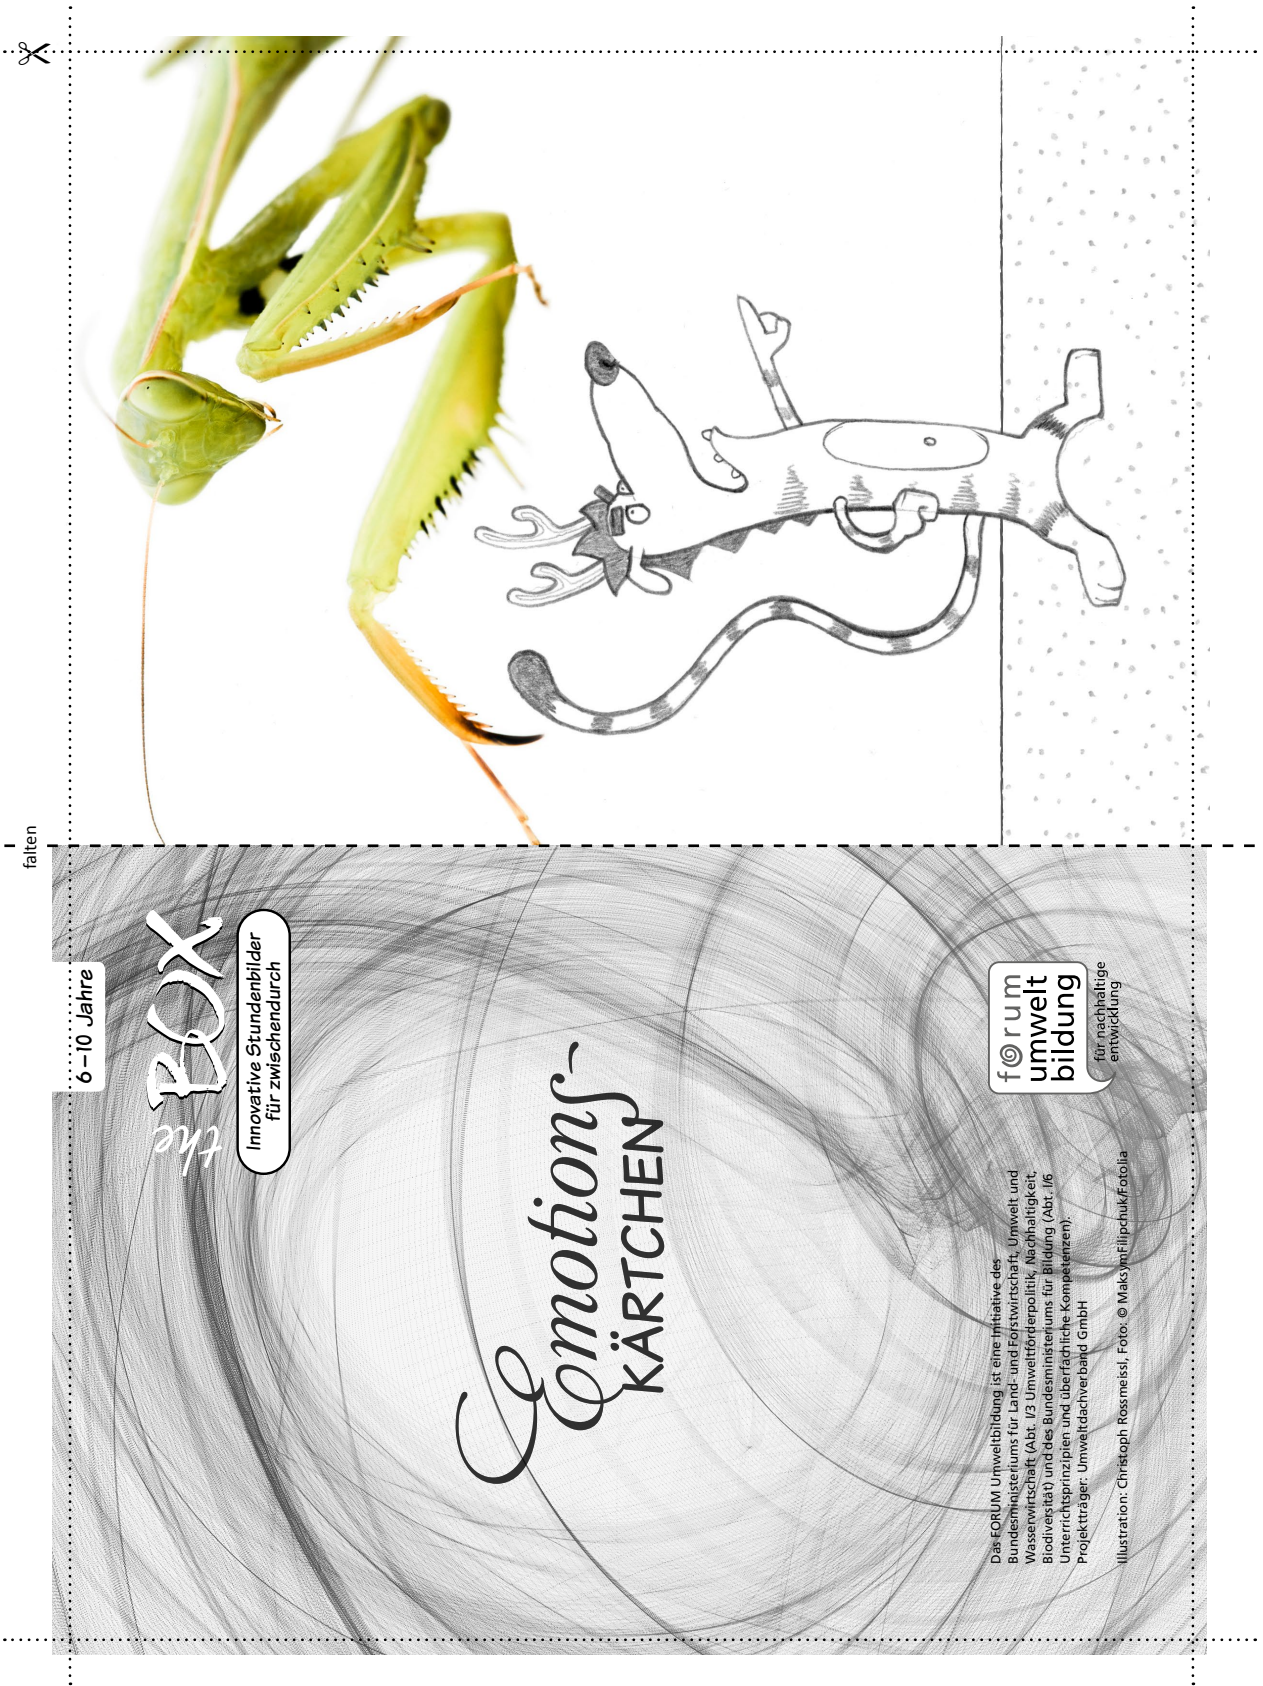 falten
6–10 Jahre
the BOX
Innovative Stundenbilder
für zwischendurch
Emotions-
KÄRTCHEN
forum
umwelt
bildung
für nachhaltige
entwicklung
Das FORUM Umweltbildung ist eine Initiative des
Bundesministeriums für Land- und Forstwirtschaft, Umwelt und
Wasserwirtschaft (Abt. I/3 Umweltförderpolitik, Nachhaltigkeit,
Biodiversität) und des Bundesministeriums für Bildung (Abt. I/6
Unterrichtsprinzipien und überfachliche Kompetenzen).
Projektträger: Umweltdachverband GmbH
Illustration: Christoph Rossmeissl, Foto: © MaksymFilipchuk/Fotolia